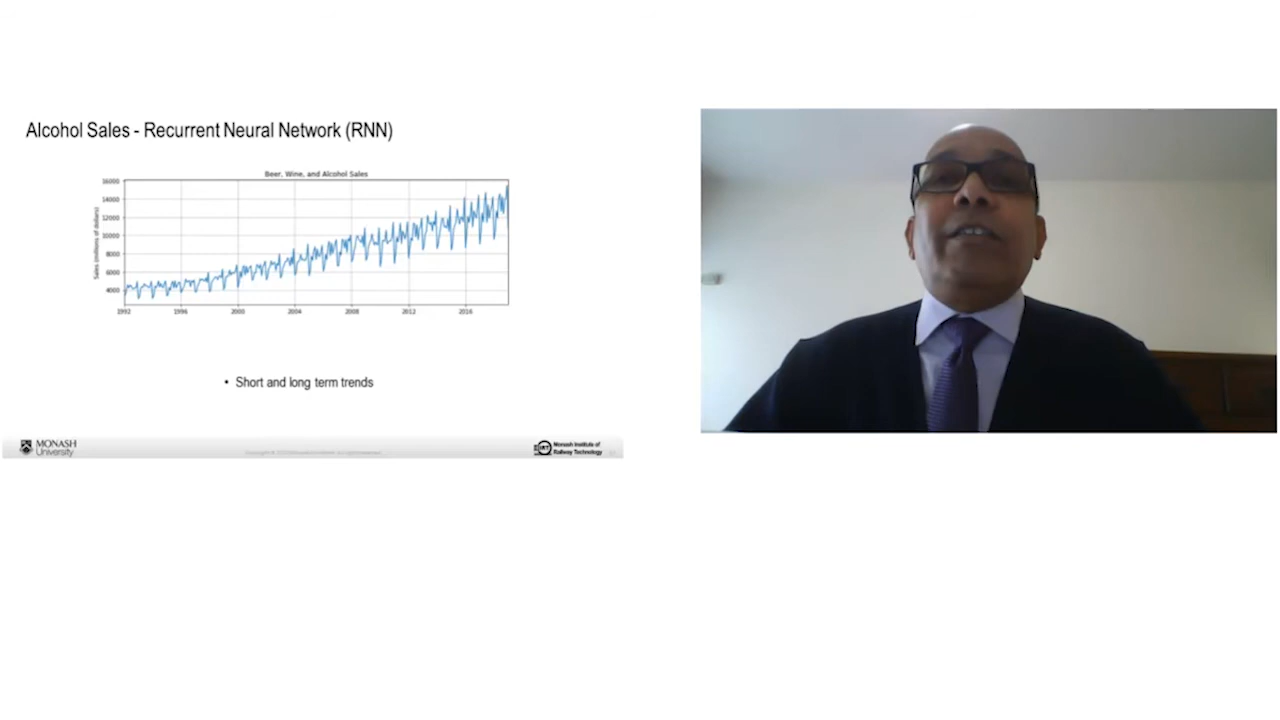 Alcohol Sales - Recurrent Neural Network (RNN)
Beer, Wine, and Alcohol Sales
Sales (millions of dollars)
16000
14000
12000
10000
8000
6000
4000
1992
1996
2000
2004
2008
2012
2016
• Short and long term trends
MONASH
University
Monash Institute of
Railway Technology